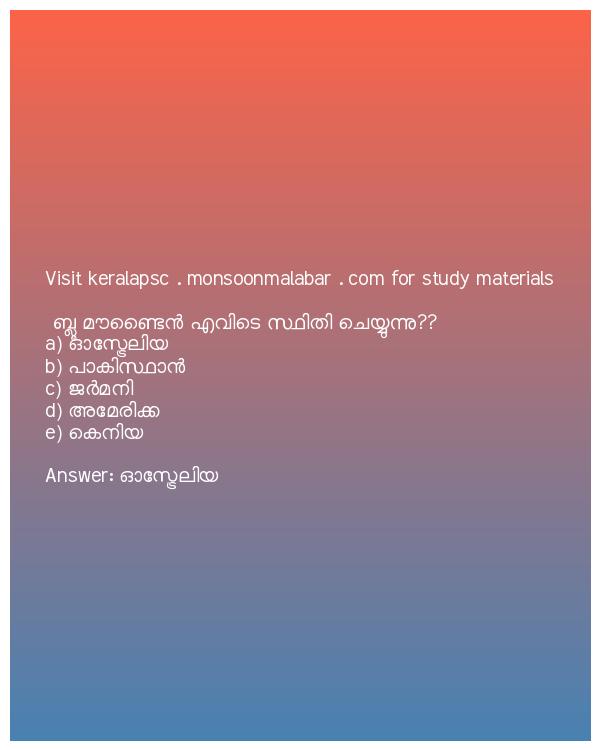 Visit keralapsc . monsoonmalabar . com for study materials
ബ്ലൂ മൗണ്ടൈൻ എവിടെ സ്ഥിതി ചെയ്യുന്നു??
a) ഓസ്ട്രേലിയ
b) പാകിസ്ഥാൻ
c) ജർമനി
d) അമേരിക്ക
e) കെനിയ
Answer: ഓസ്ട്രേലിയ